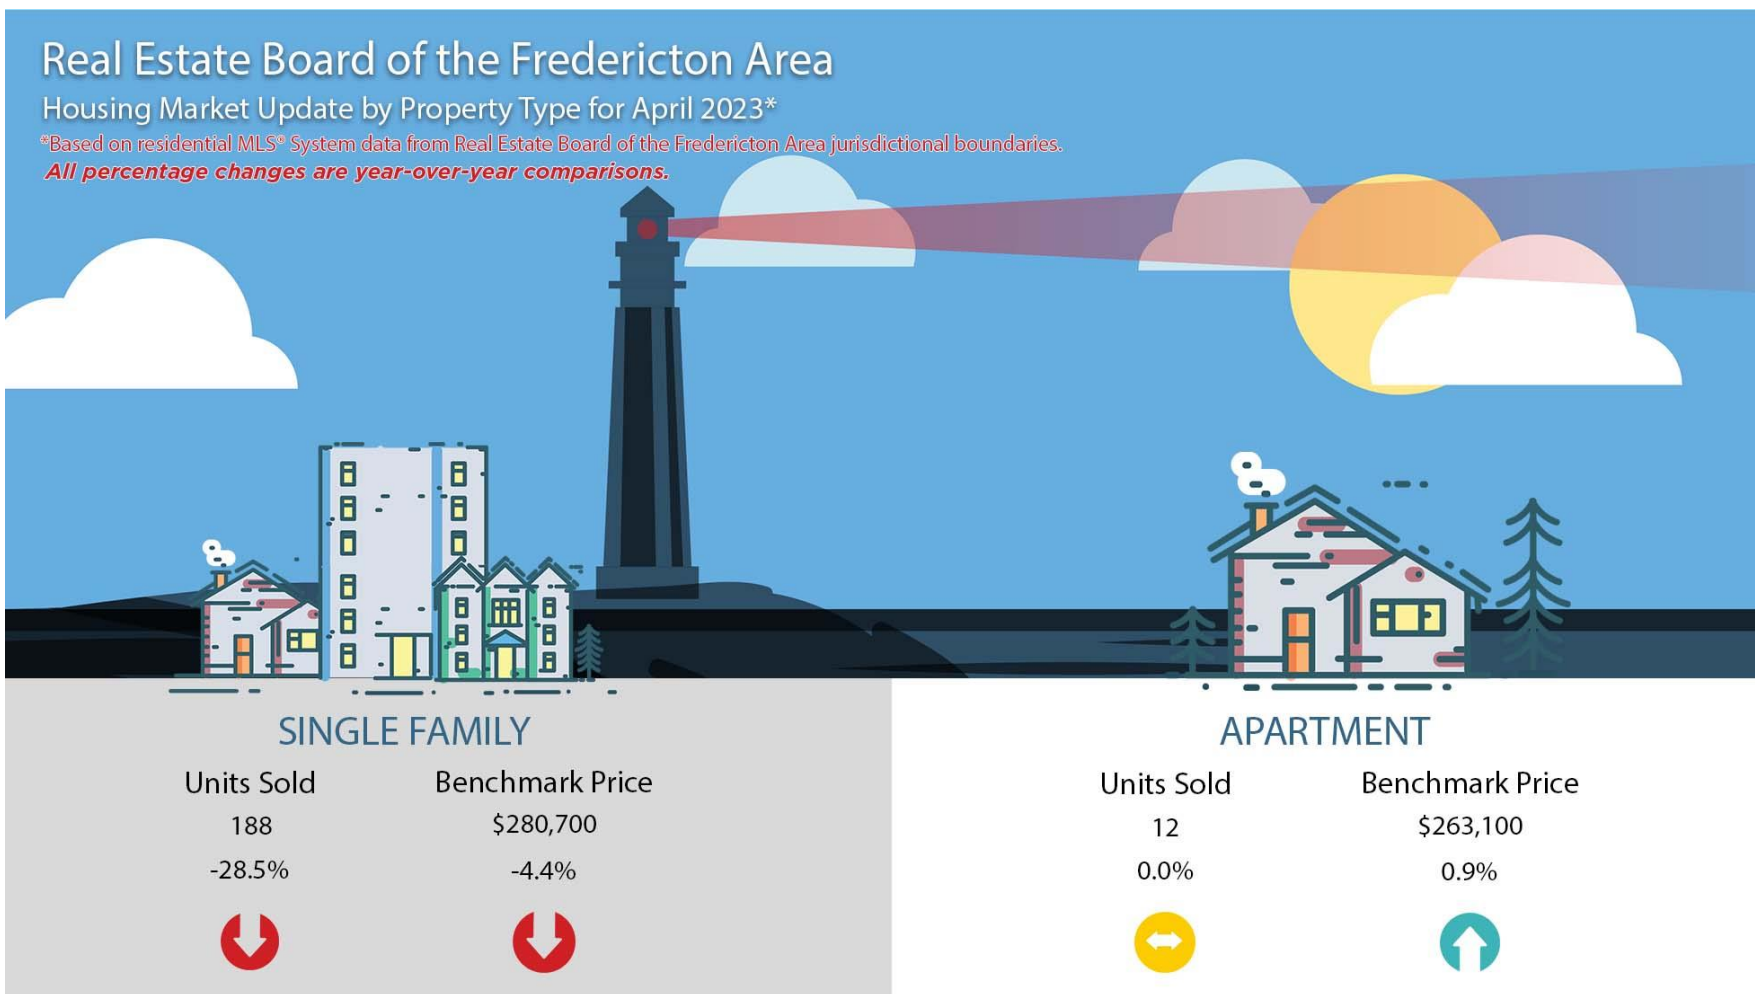 Real Estate Board of the Fredericton Area
Housing Market Update by Property Type for April 2023*
*Based on residential MLS® System data from Real Estate Board of the Fredericton Area jurisdictional boundaries.
All percentage changes are year-over-year comparisons.
SINGLE FAMILY
Units Sold Benchmark Price
188 $280,700
-28.5% -4.4%
APARTMENT
Units Sold Benchmark Price
12 $263,100
0.0% 0.9%